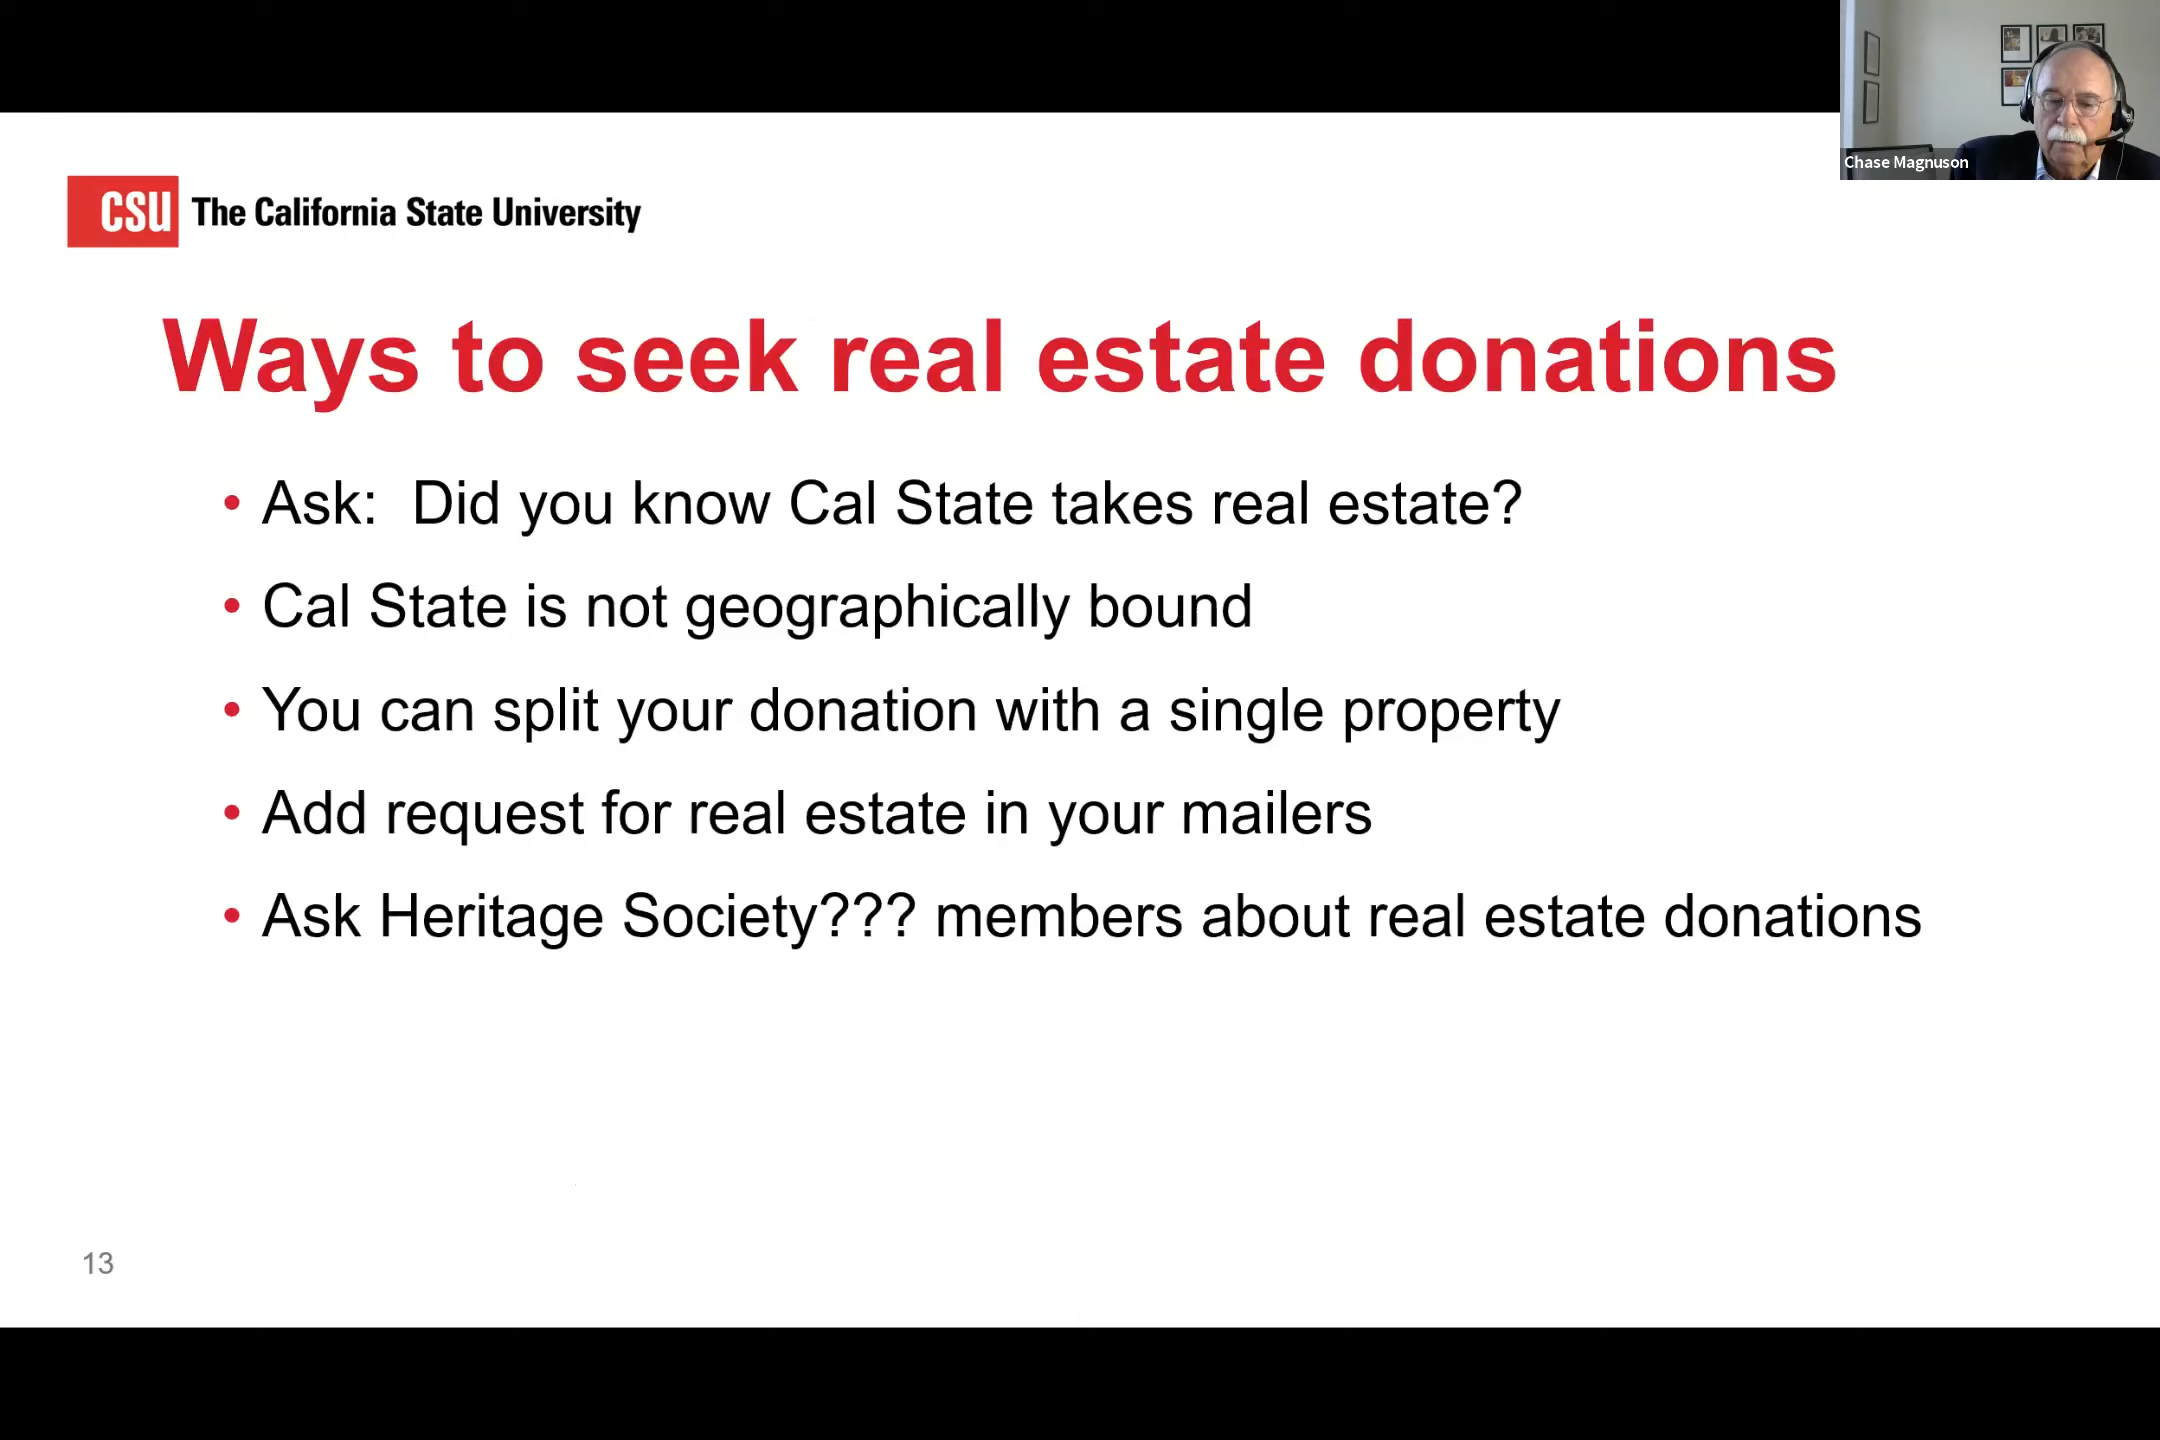 Chase Magnuson
CSU The California State University
Ways to seek real estate donations
• Ask:  Did you know Cal State takes real estate?
• Cal State is not geographically bound
• You can split your donation with a single property
• Add request for real estate in your mailers
• Ask Heritage Society??? members about real estate donations
13